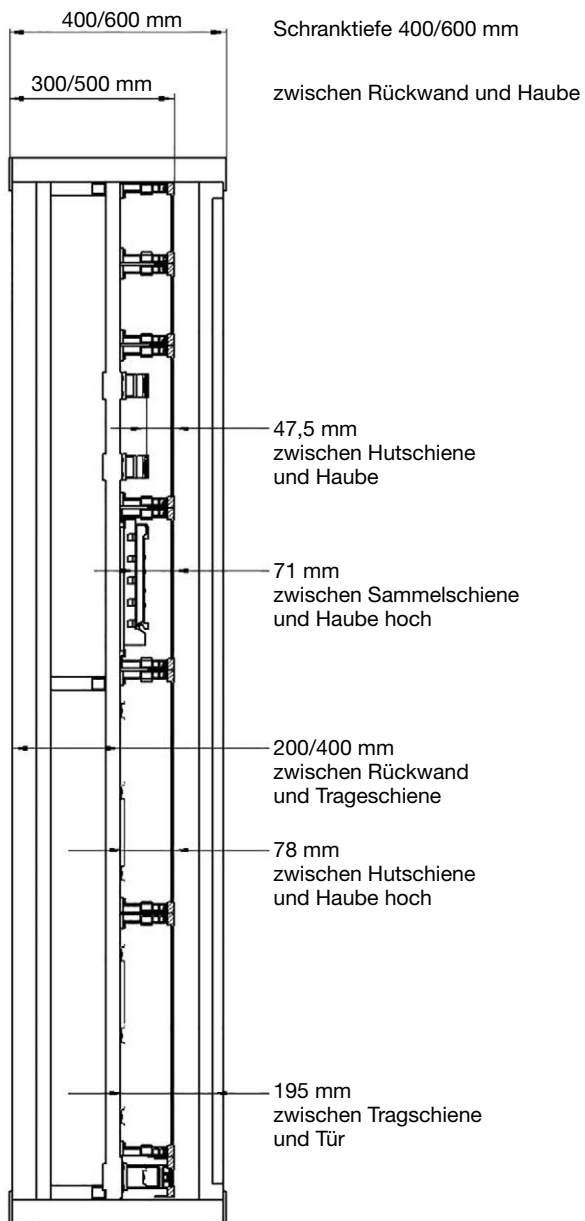 400/600 mm
Schranktiefe 400/600 mm
300/500 mm
zwischen Rückwand und Haube
47,5 mm
zwischen Hutschiene
und Haube
71 mm
zwischen Sammelschiene
und Haube hoch
200/400 mm
zwischen Rückwand
und Trageschiene
78 mm
zwischen Hutschiene
und Haube hoch
195 mm
zwischen Tragschiene
und Tür